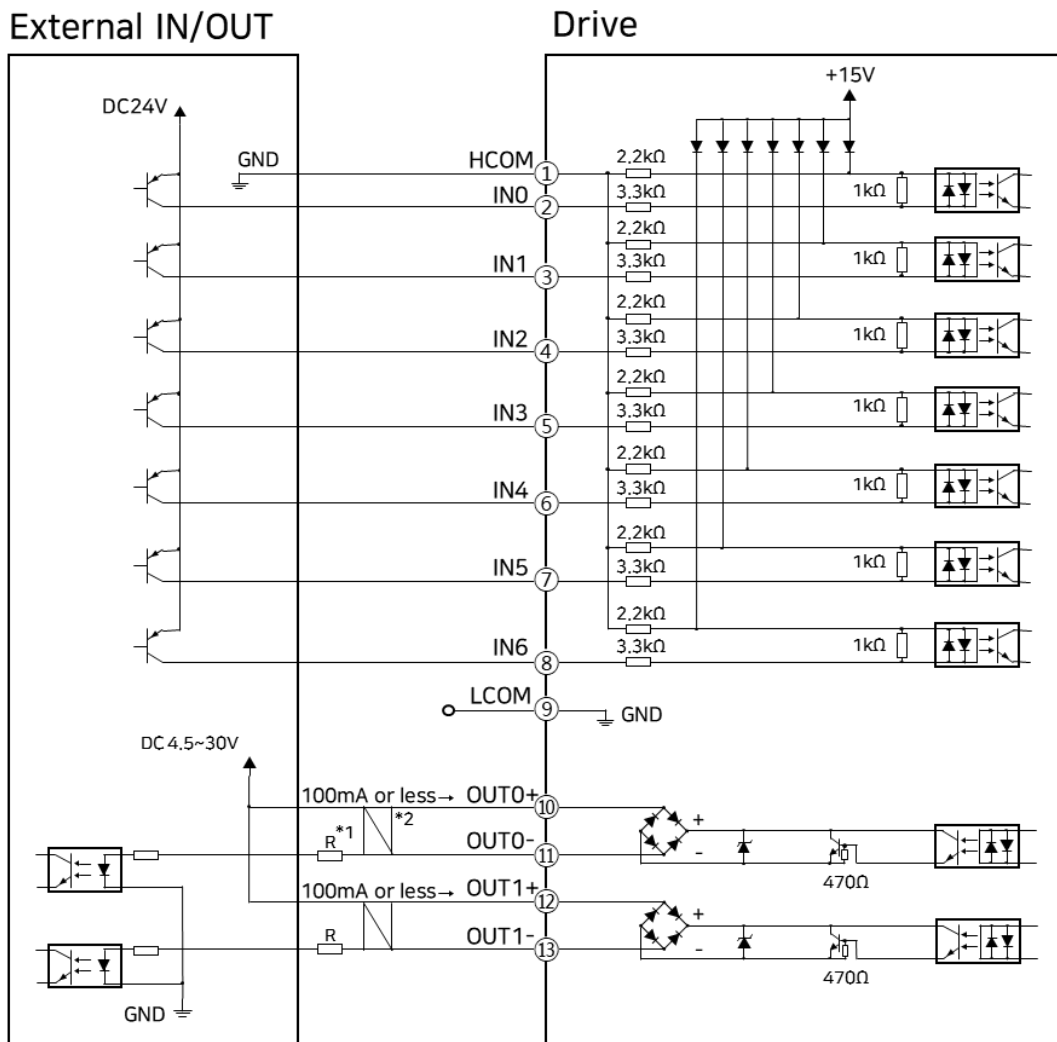 External IN/OUT
Drive
+15V
DC24V
GND
HCOM
①
2.2kΩ
1kΩ
IN0
②
3.3kΩ
2.2kΩ
1kΩ
IN1
③
3.3kΩ
2.2kΩ
1kΩ
IN2
④
3.3kΩ
2.2kΩ
1kΩ
IN3
⑤
3.3kΩ
2.2kΩ
1kΩ
IN4
⑥
3.3kΩ
2.2kΩ
1kΩ
IN5
⑦
3.3kΩ
2.2kΩ
1kΩ
IN6
⑧
3.3kΩ
LCOM
⑨
GND
DC 4.5~30V
100mA or less→ OUT0+
⑩
R*1
*2
OUT0-
⑪
+
-
470Ω
100mA or less→ OUT1+
⑫
R
OUT1-
⑬
+
-
470Ω
GND